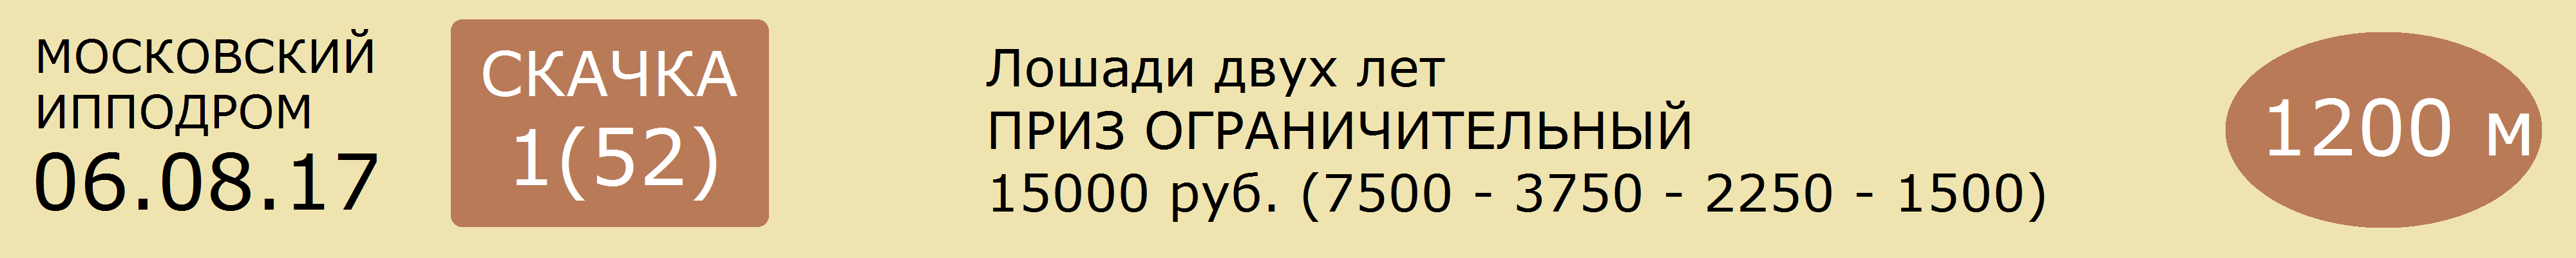 МОСКОВСКИЙ
ИППОДРОМ
06.08.17
СКАЧКА
1(52)
Лошади двух лет
ПРИЗ ОГРАНИЧИТЕЛЬНЫЙ
15000 руб. (7500 - 3750 - 2250 - 1500)
1200 м